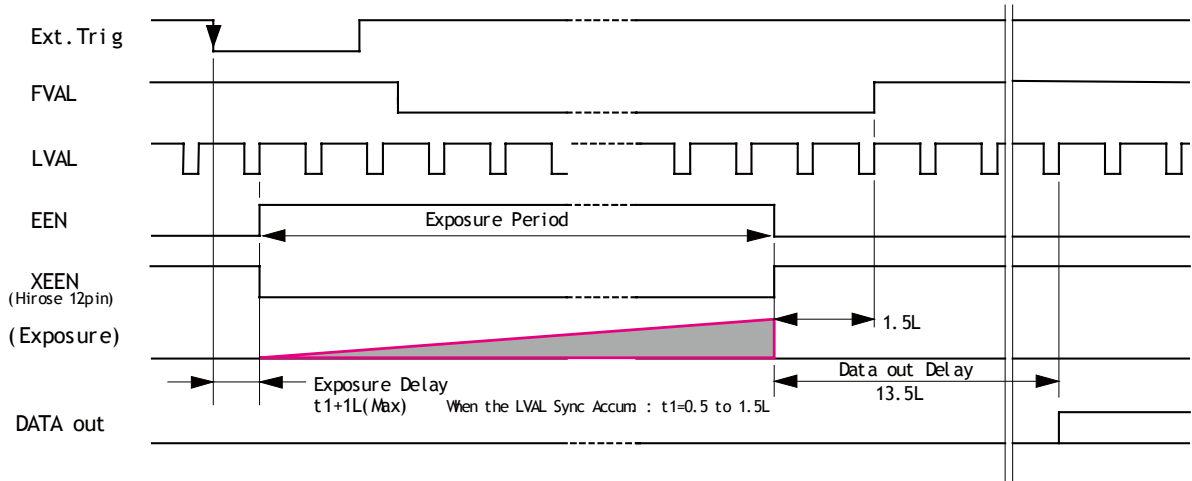 Ext.Trig
FVAL
LVAL
EEN
Exposure Period
XEEN
(Hirose 12pin)
1.5L
(Exposure)
Data out Delay
13.5L
Exposure Delay
t1+1L(Max) When the LVAL Sync Accum. : t1=0.5 to 1.5L
DATA out